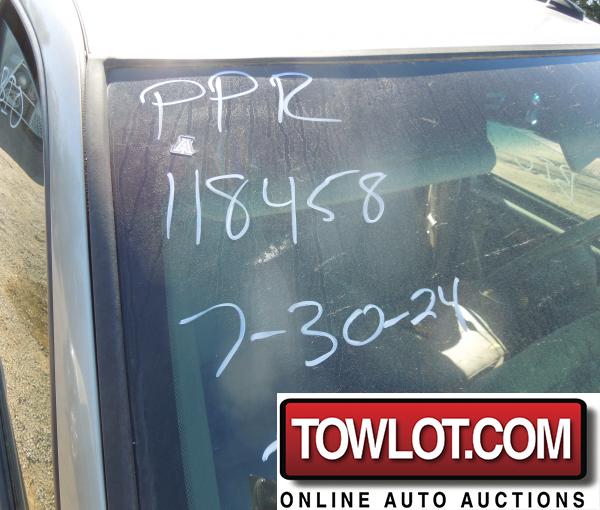 PPR
118458
7-30-24
TOWLOT.COM
ONLINE AUTO AUCTIONS